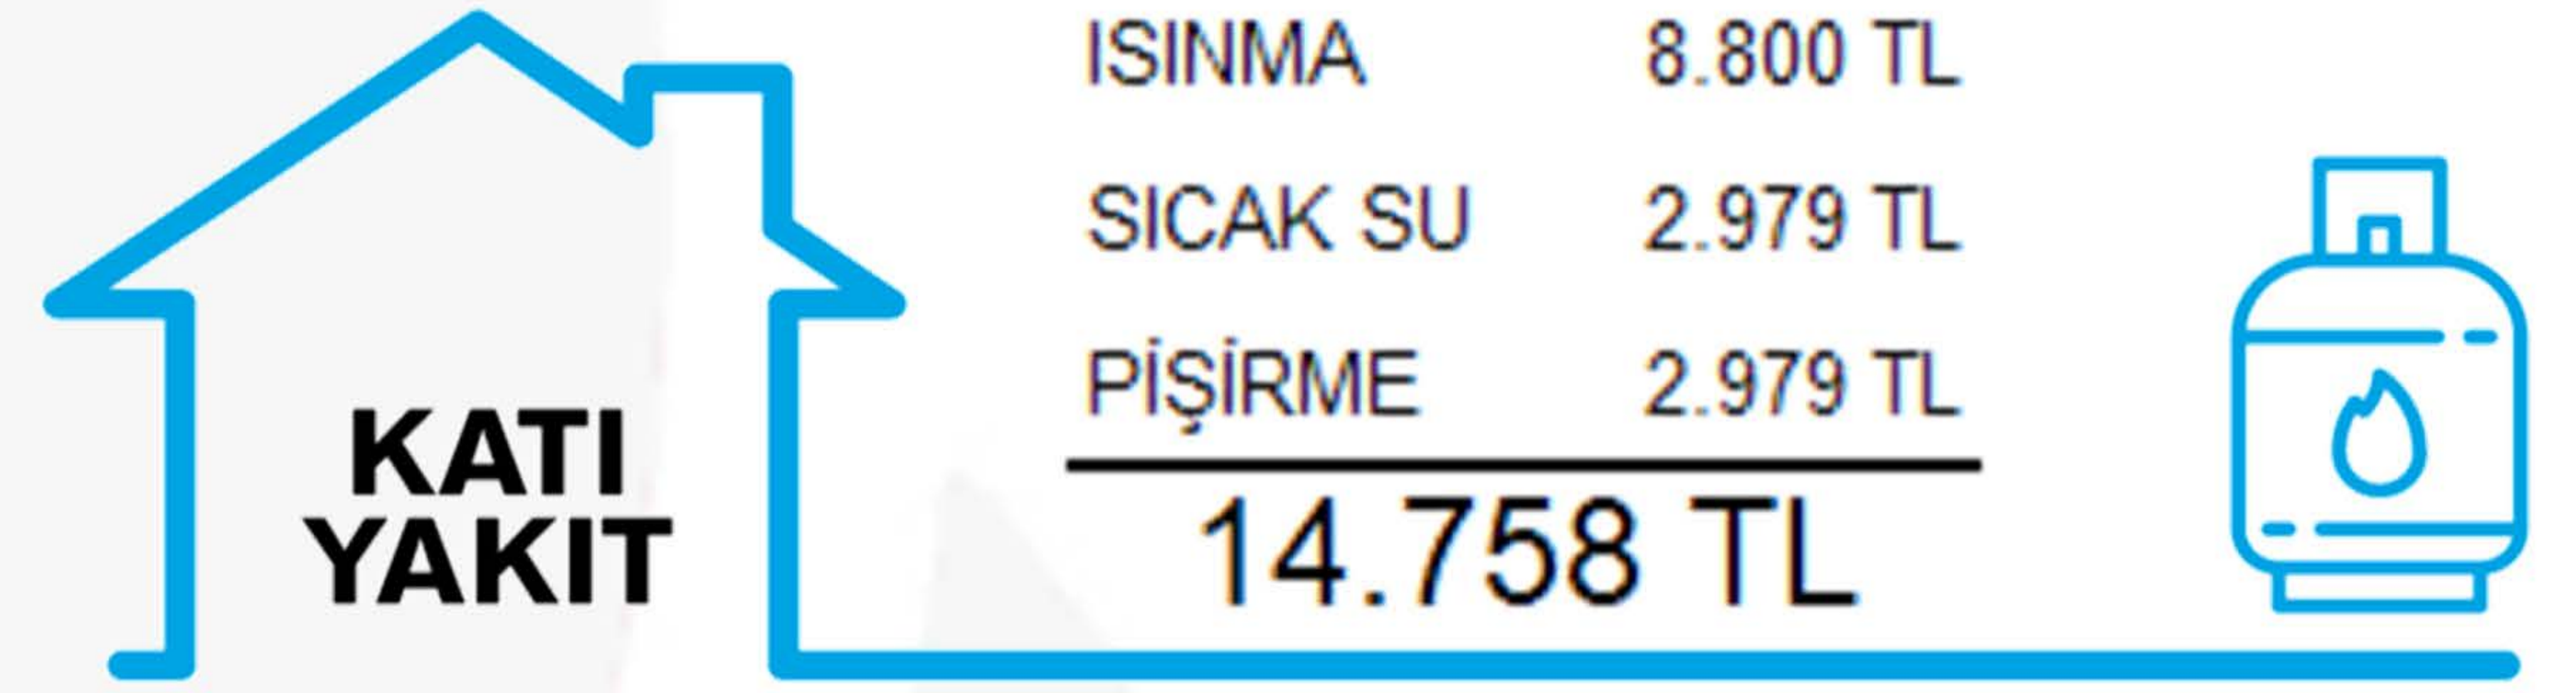 ISINMA 8.800 TL
SICAK SU 2.979 TL
PİŞİRME 2.979 TL
14.758 TL
KATI
YAKIT